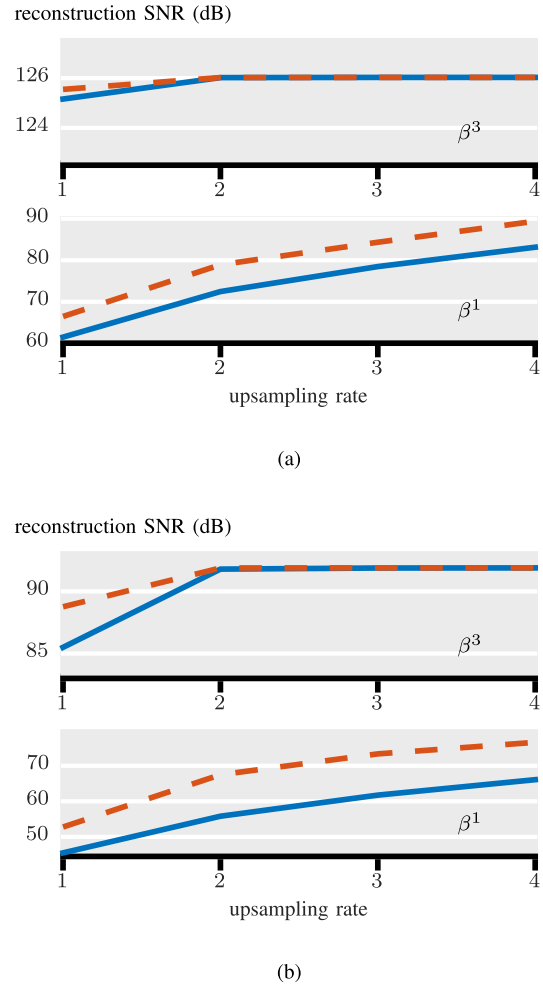 reconstruction SNR (dB)
126
124
β³
1 2 3 4
90
80
70
60
β¹
1 2 3 4
upsampling rate
(a)
reconstruction SNR (dB)
90
85
β³
1 2 3 4
70
60
50
β¹
1 2 3 4
upsampling rate
(b)